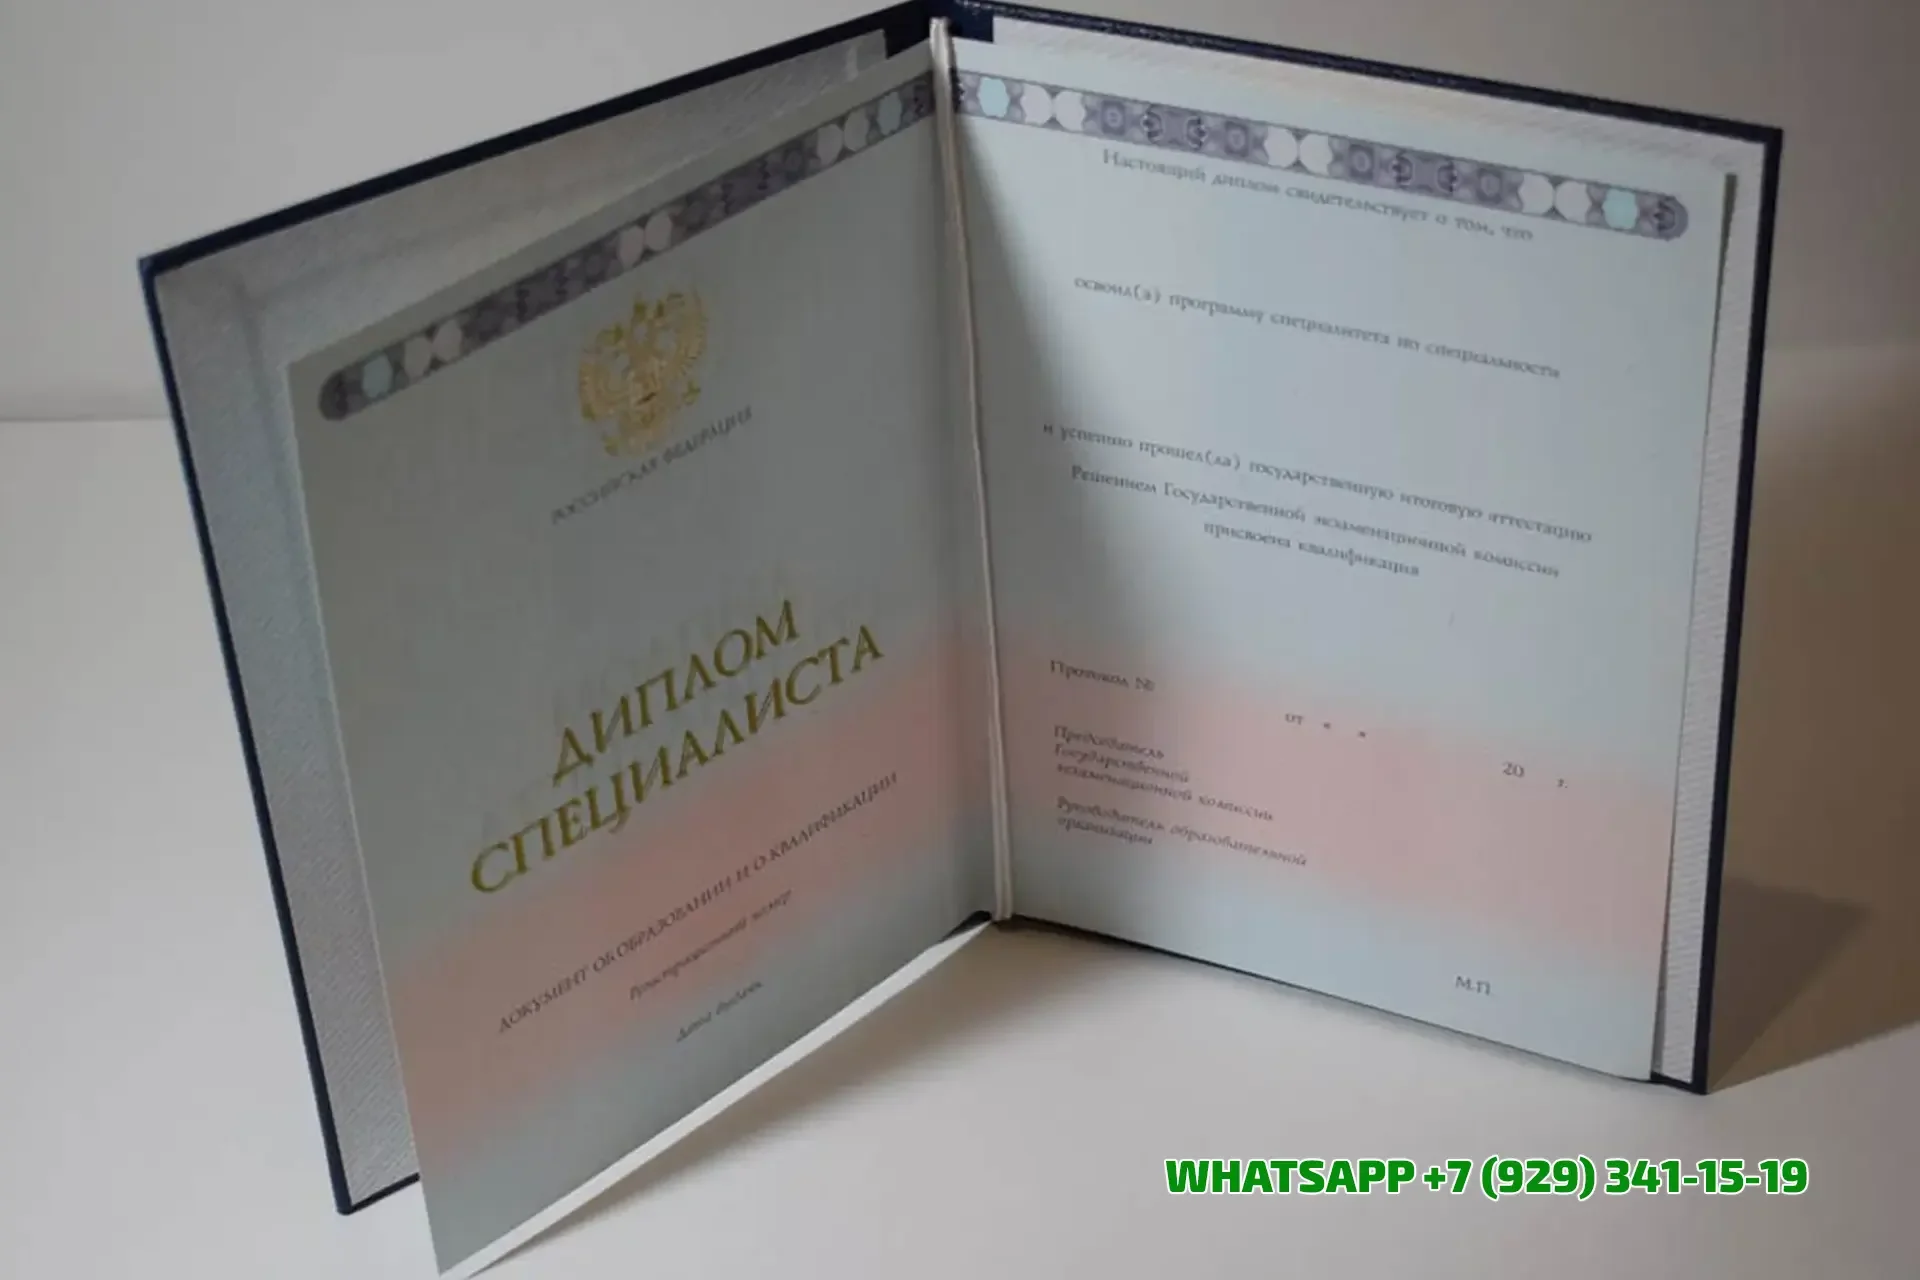 РОССИЙСКАЯ ФЕДЕРАЦИЯ
ДИПЛОМ
СПЕЦИАЛИСТА
ДОКУМЕНТ ОБ ОБРАЗОВАНИИ И О КВАЛИФИКАЦИИ
Регистрационный номер
Дата выдачи
Настоящий диплом свидетельствует о том, что
освоил(а) программу специалитета по специальности
и успешно прошел(ла) государственную итоговую аттестацию
Решением Государственной экзаменационной комиссии
присвоена квалификация
Протокол №
от « »
20 г.
Председатель
Государственной
экзаменационной комиссии
Руководитель образовательной
организации
М.П.
WHATSAPP +7 (929) 341-15-19